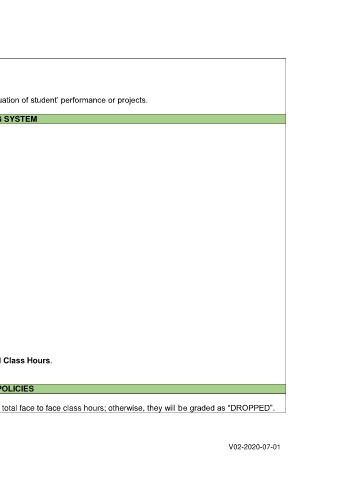 uation of student' performance or projects.
SYSTEM
Class Hours.
POLICIES
total face to face class hours; otherwise, they will be graded as “DROPPED”.
V02-2020-07-01